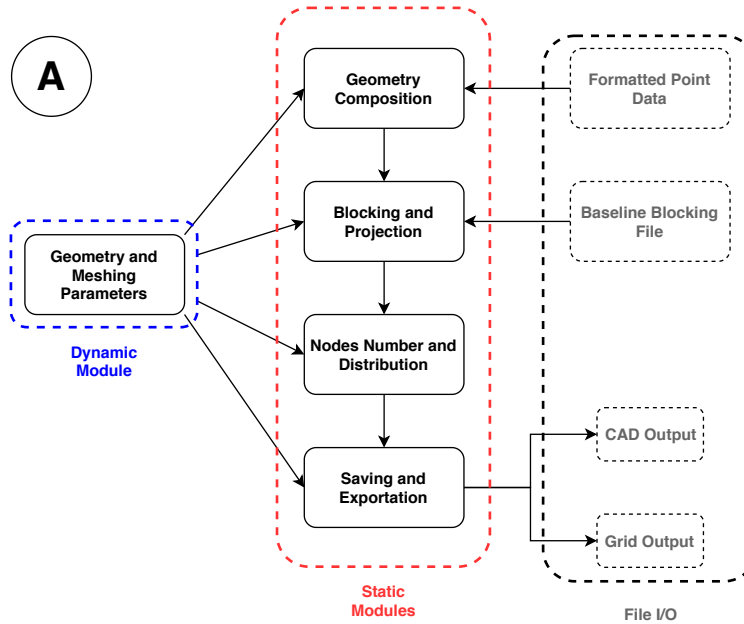 A
Geometry
Composition
Formatted Point
Data
Blocking and
Projection
Baseline Blocking
File
Geometry and
Meshing
Parameters
Dynamic
Module
Nodes Number and
Distribution
CAD Output
Saving and
Exportation
Grid Output
Static
Modules
File I/O